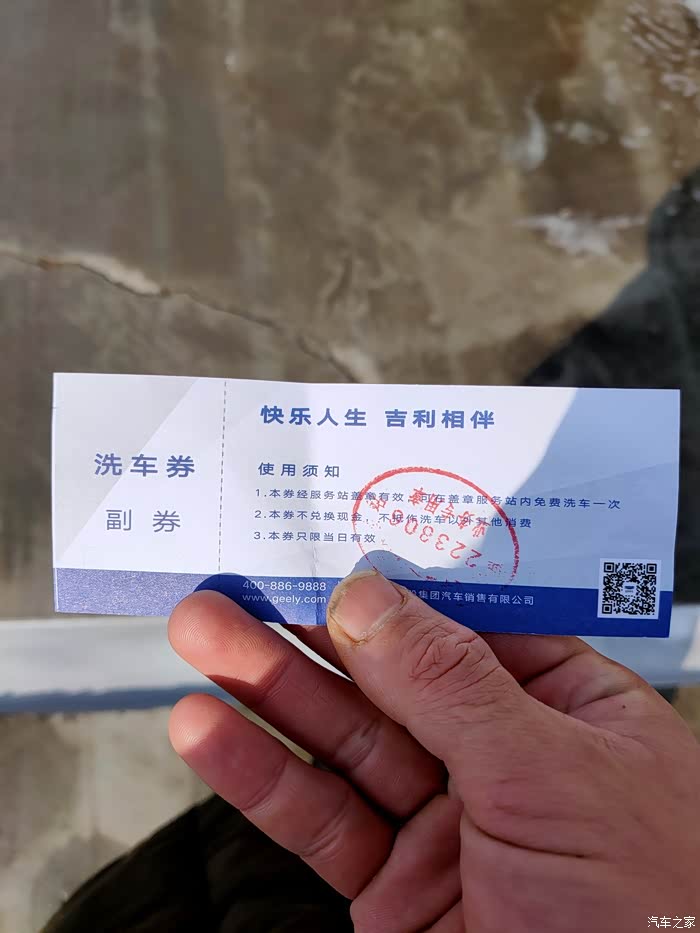 洗车券
副 券
快乐人生 吉利相伴
使用须知
1.本券经服务站盖章有效，可在盖章服务站内免费洗车一次
2.本券不兑换现金，不抵作洗车以外其他消费
3.本券只限当日有效
223306
400-886-9888
www.geely.com
集团汽车销售有限公司
汽车之家